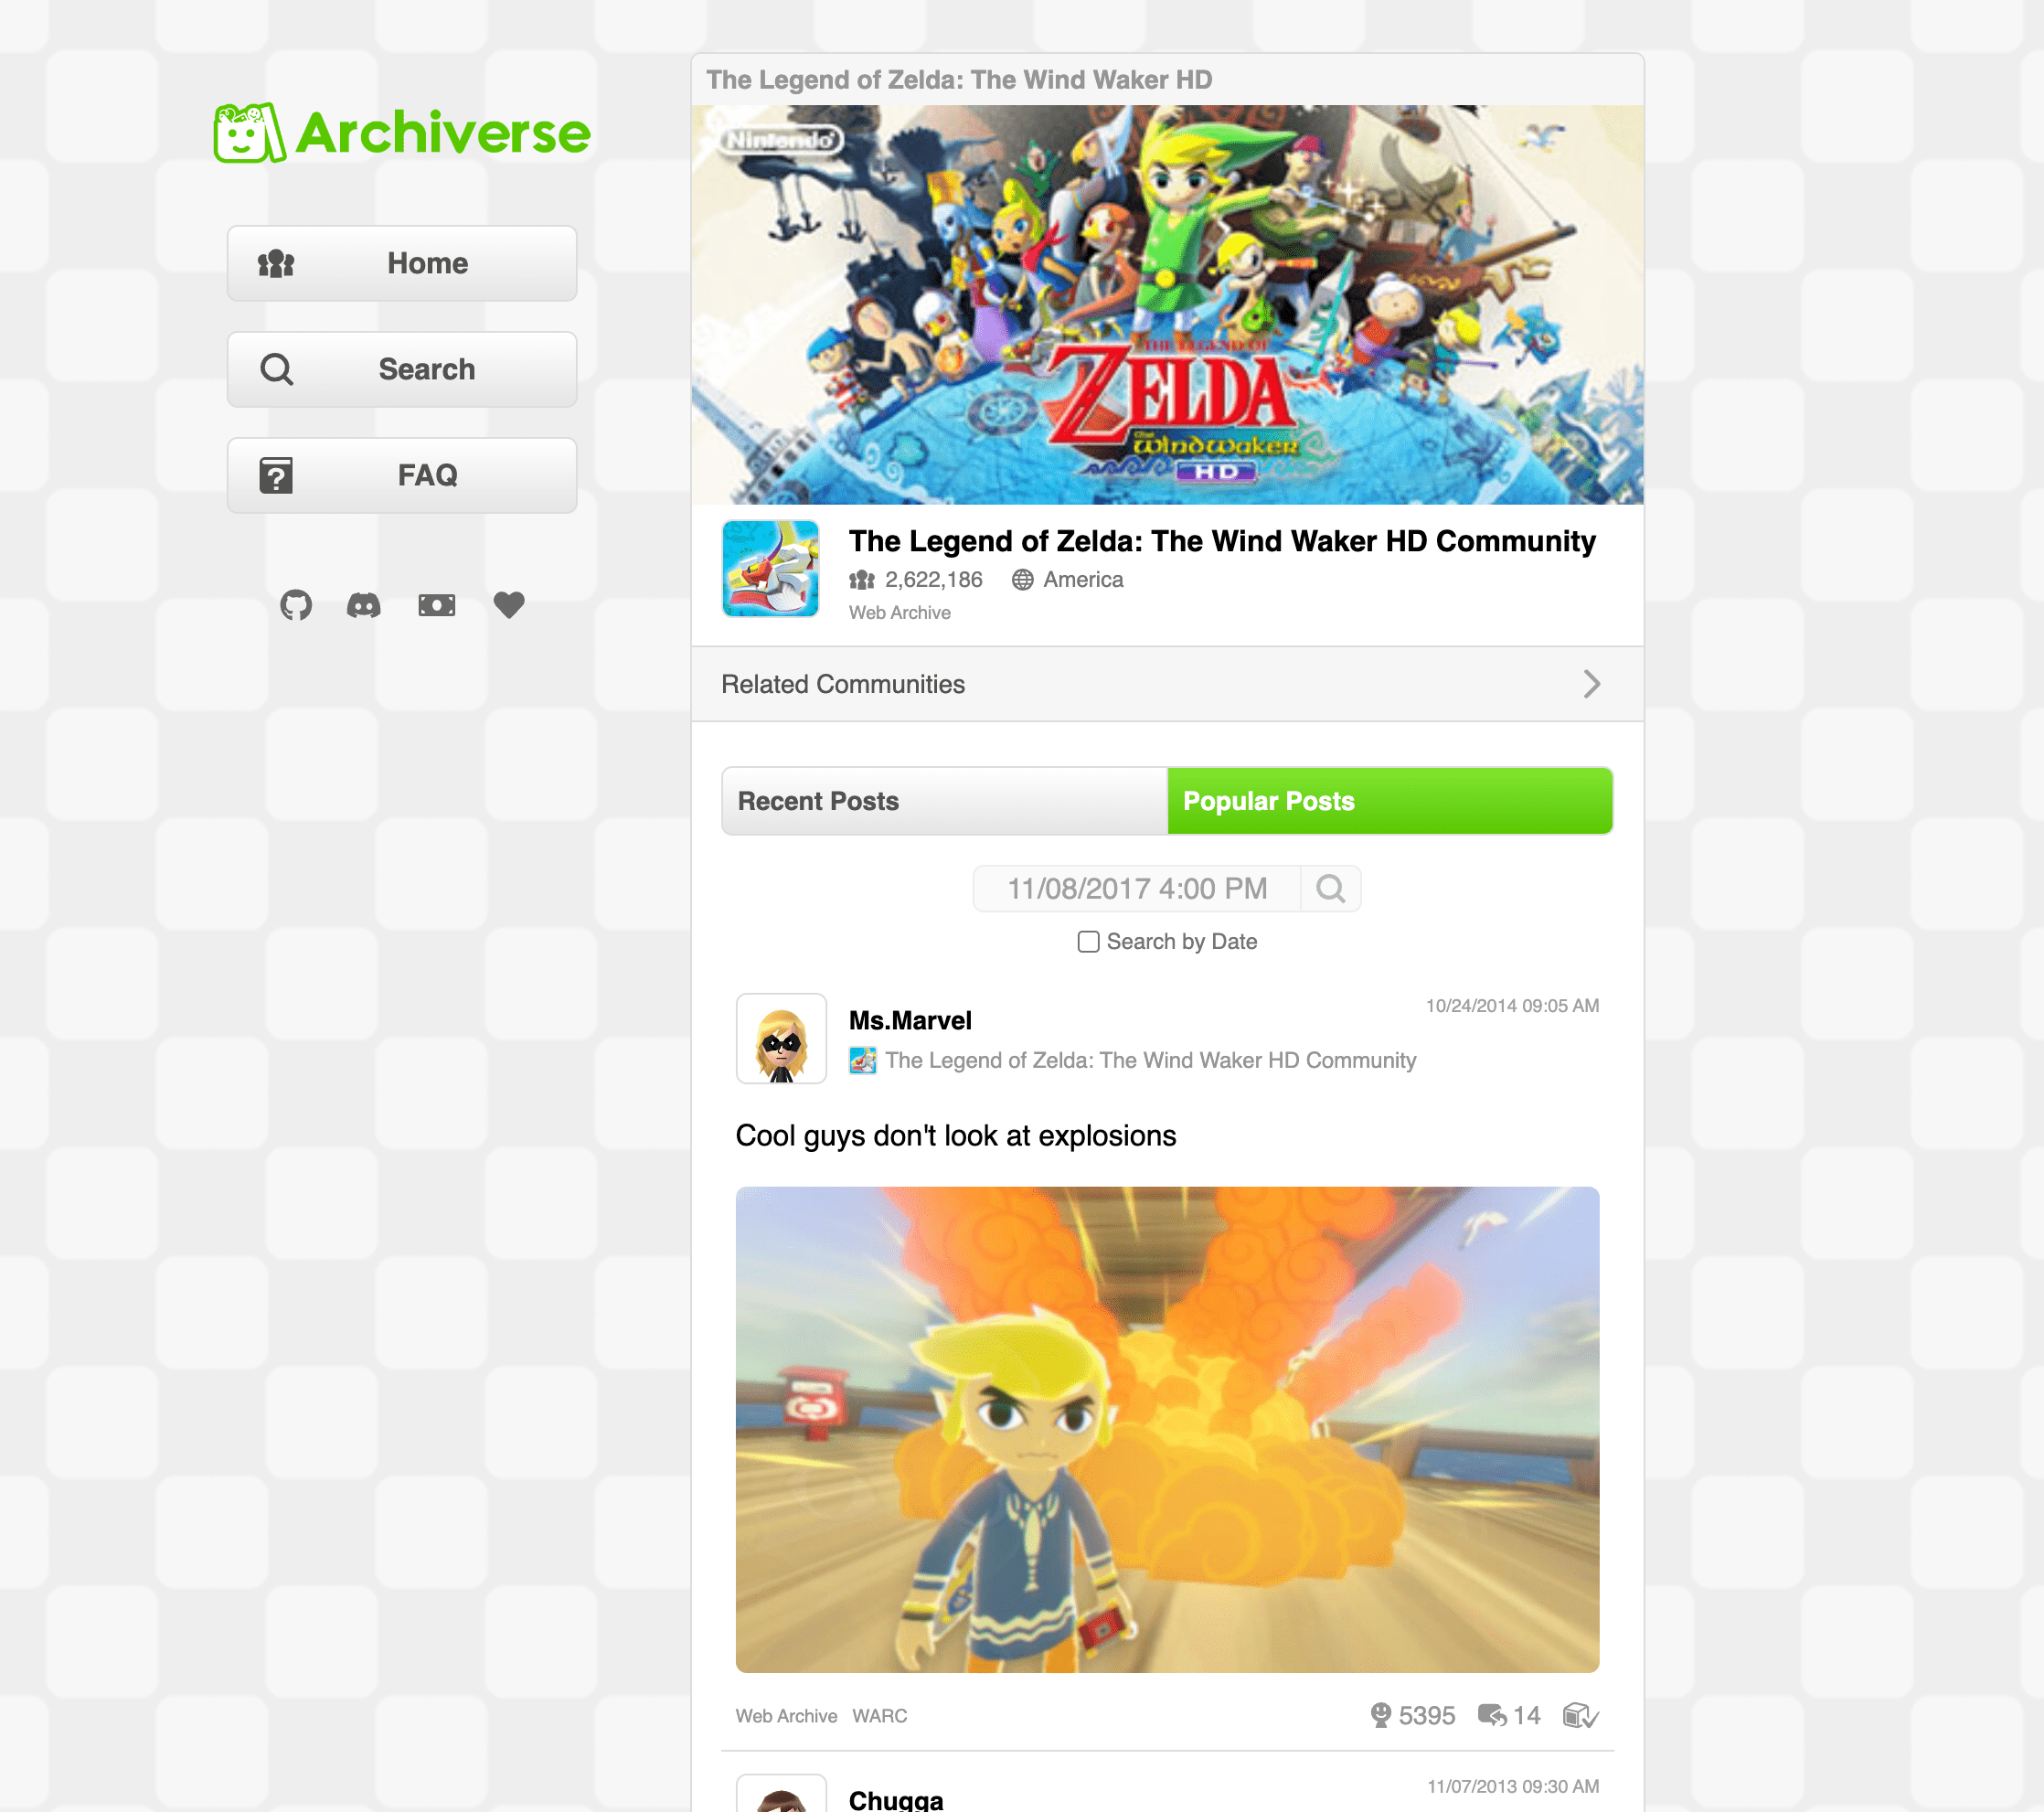 Archiverse
Home
Search
FAQ
The Legend of Zelda: The Wind Waker HD
Nintendo
THE LEGEND OF
ZELDA
The
Wind Waker
HD
The Legend of Zelda: The Wind Waker HD Community
2,622,186 America
Web Archive
Related Communities
Recent Posts Popular Posts
11/08/2017 4:00 PM
Search by Date
Ms.Marvel 10/24/2014 09:05 AM
The Legend of Zelda: The Wind Waker HD Community
Cool guys don't look at explosions
Web Archive WARC 5395 14
Chugga 11/07/2013 09:30 AM